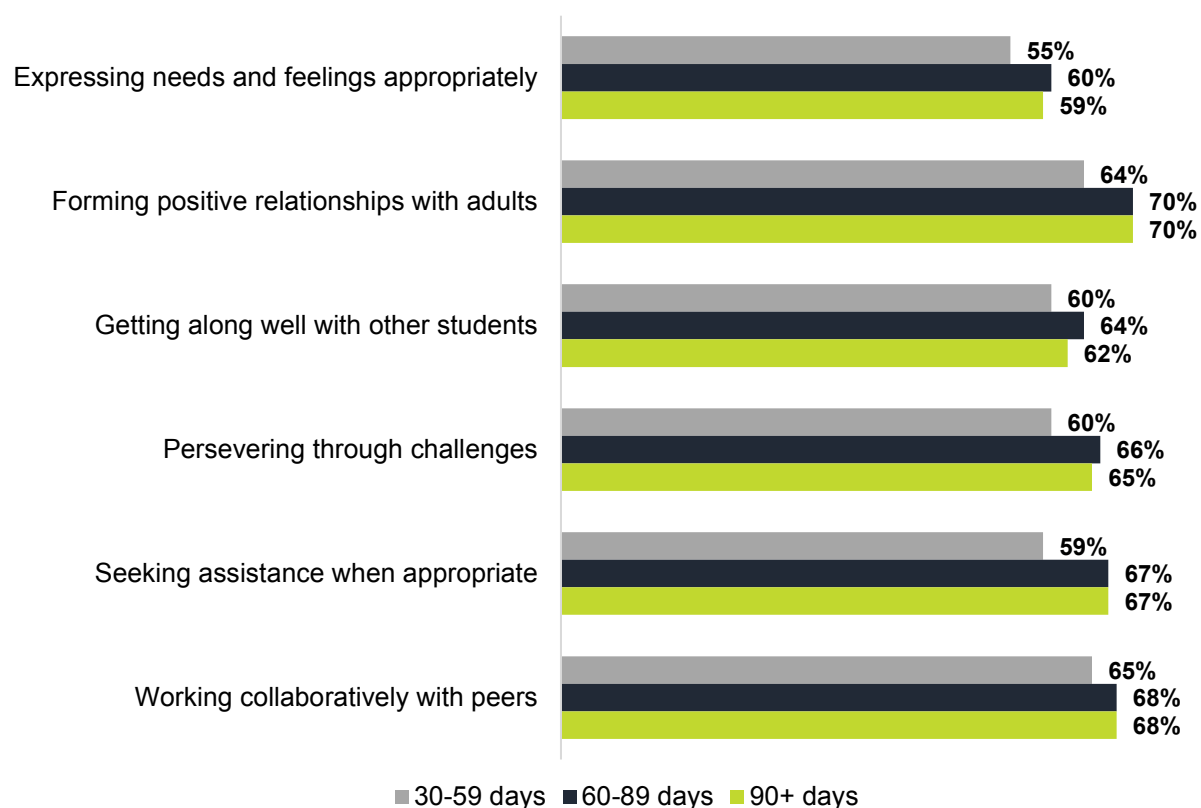 55%
Expressing needs and feelings appropriately
60%
59%
64%
Forming positive relationships with adults
70%
70%
60%
Getting along well with other students
64%
62%
60%
Persevering through challenges
66%
65%
59%
Seeking assistance when appropriate
67%
67%
65%
Working collaboratively with peers
68%
68%
30-59 days 60-89 days 90+ days